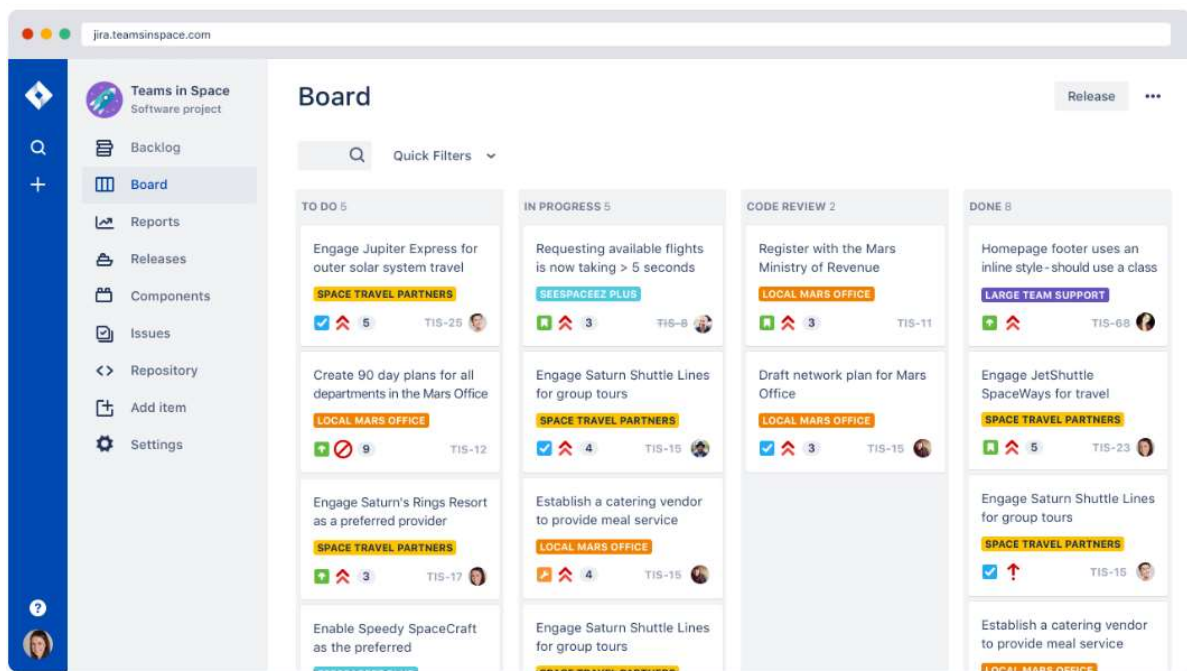 jira.teamsinspace.com
Teams in Space
Software project
Backlog
Board
Reports
Releases
Components
Issues
Repository
Add item
Settings
?
Board
Release
Quick Filters
TO DO 5
Engage Jupiter Express for
outer solar system travel
SPACE TRAVEL PARTNERS
5 TIS-25
Create 90 day plans for all
departments in the Mars Office
LOCAL MARS OFFICE
9 TIS-12
Engage Saturn's Rings Resort
as a preferred provider
SPACE TRAVEL PARTNERS
3 TIS-17
Enable Speedy SpaceCraft
as the preferred
IN PROGRESS 5
Requesting available flights
is now taking > 5 seconds
SEESPACEEZ PLUS
3 TIS-8
Engage Saturn Shuttle Lines
for group tours
SPACE TRAVEL PARTNERS
4 TIS-15
Establish a catering vendor
to provide meal service
LOCAL MARS OFFICE
4 TIS-15
Engage Saturn Shuttle Lines
for group tours
SPACE TRAVEL PARTNERS
CODE REVIEW 2
Register with the Mars
Ministry of Revenue
LOCAL MARS OFFICE
3 TIS-11
Draft network plan for Mars
Office
LOCAL MARS OFFICE
3 TIS-15
DONE 8
Homepage footer uses an
inline style-should use a class
LARGE TEAM SUPPORT
TIS-68
Engage JetShuttle
SpaceWays for travel
SPACE TRAVEL PARTNERS
5 TIS-23
Engage Saturn Shuttle Lines
for group tours
SPACE TRAVEL PARTNERS
TIS-15
Establish a catering vendor
to provide meal service
LOCAL MARS OFFICE